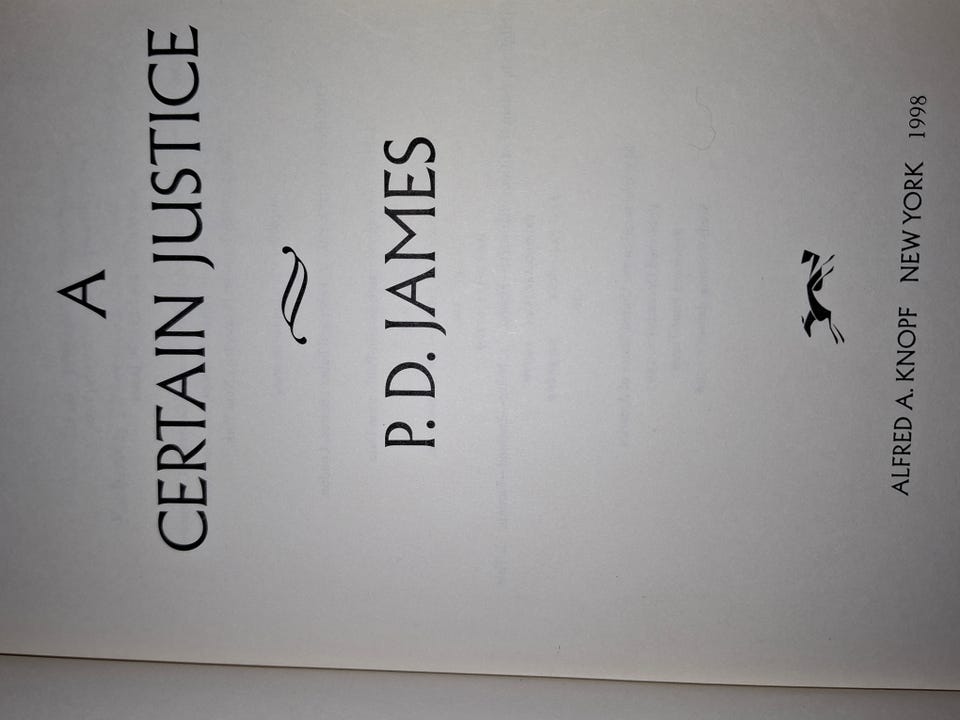 A
CERTAIN JUSTICE
P. D. JAMES
ALFRED A. KNOPF NEW YORK 1998